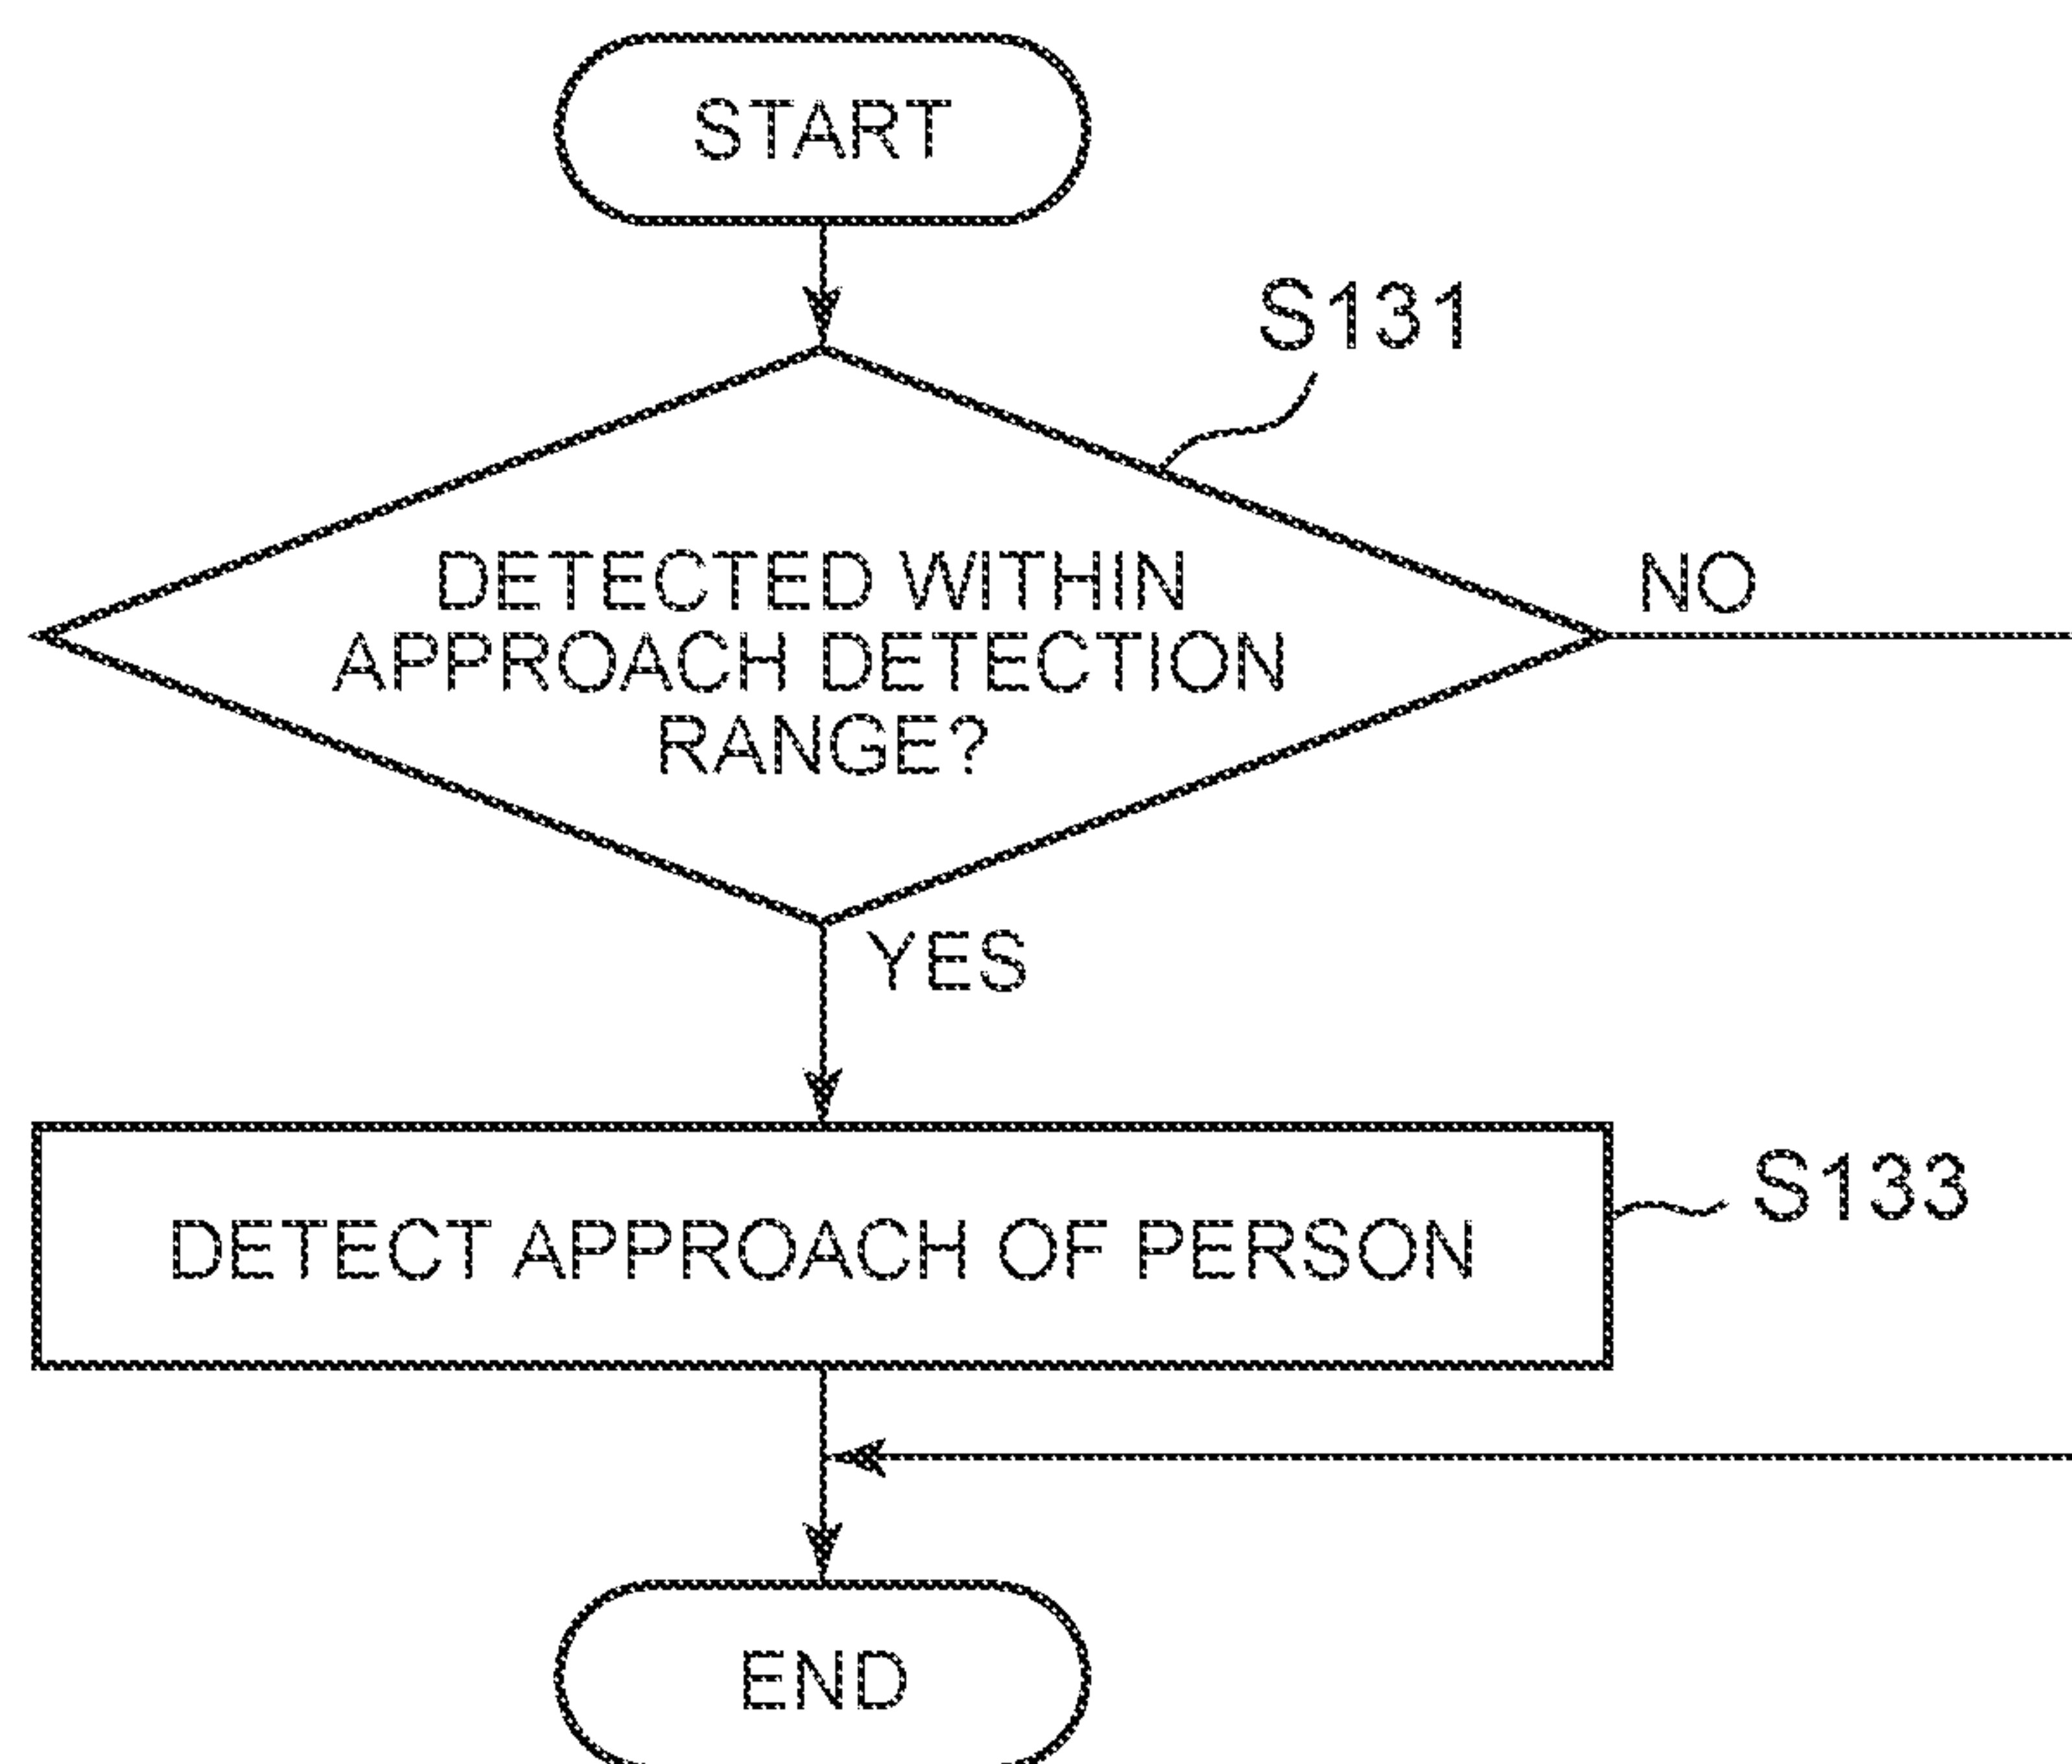 START
S131
DETECTED WITHIN
APPROACH DETECTION
RANGE?
NO
YES
DETECT APPROACH OF PERSON
S133
END